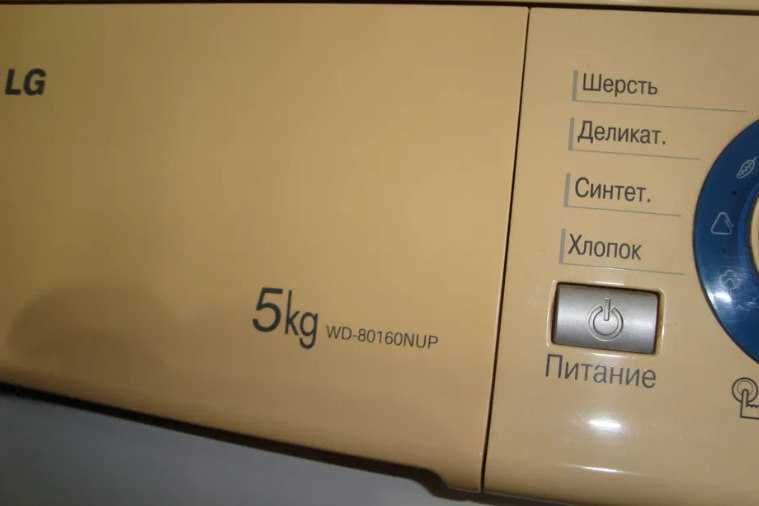 LG
5kg WD-80160NUP
Шерсть
Деликат.
Синтет.
Хлопок
Питание